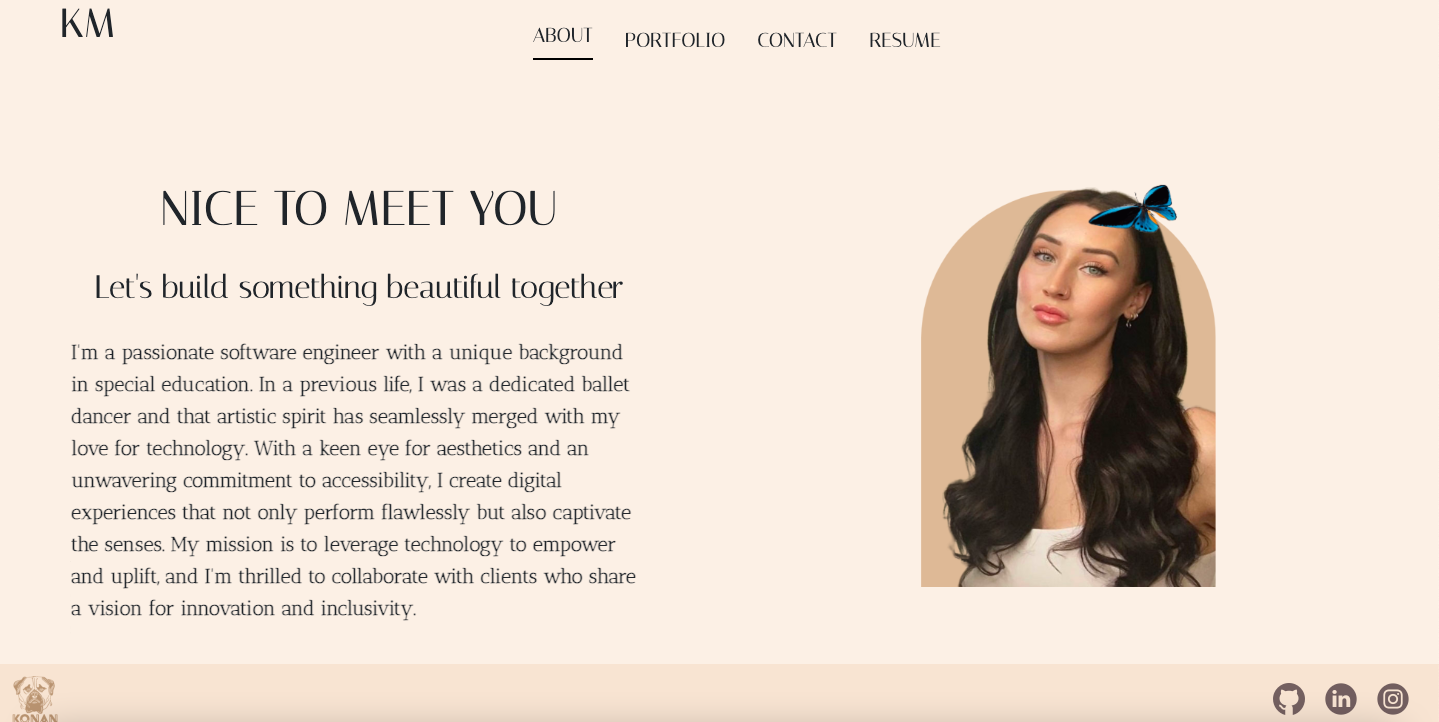 KM
ABOUT PORTFOLIO CONTACT RESUME
NICE TO MEET YOU
Let's build something beautiful together
I'm a passionate software engineer with a unique background
in special education. In a previous life, I was a dedicated ballet
dancer and that artistic spirit has seamlessly merged with my
love for technology. With a keen eye for aesthetics and an
unwavering commitment to accessibility, I create digital
experiences that not only perform flawlessly but also captivate
the senses. My mission is to leverage technology to empower
and uplift, and I'm thrilled to collaborate with clients who share
a vision for innovation and inclusivity.
KONAN
in